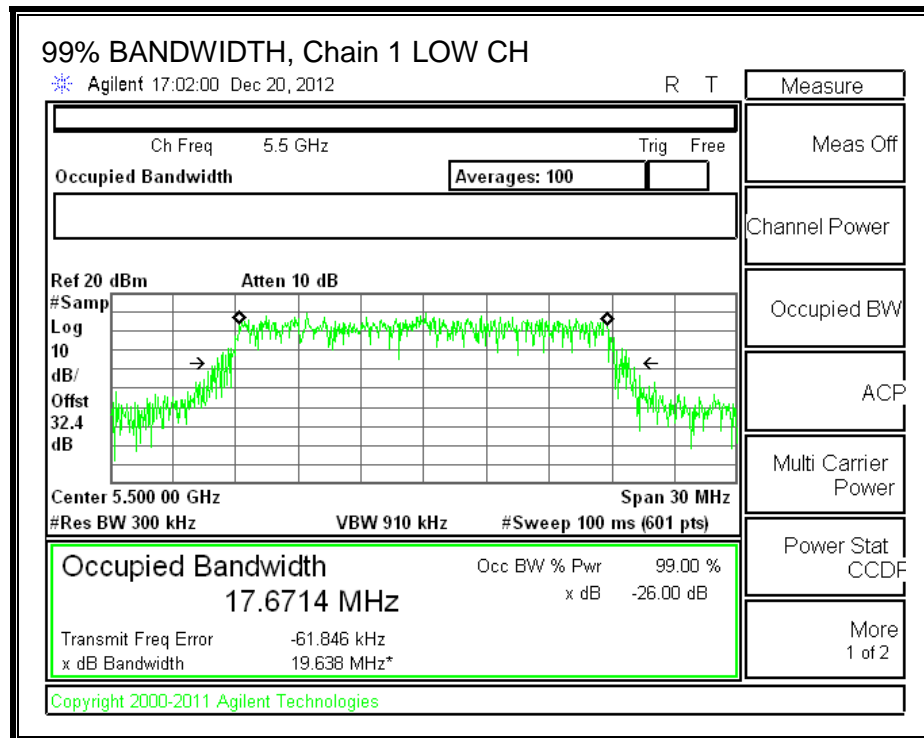 99% BANDWIDTH, Chain 1 LOW CH
Agilent 17:02:00 Dec 20, 2012 R T
Measure
Ch Freq 5.5 GHz Trig Free
Occupied Bandwidth Averages: 100
Ref 20 dBm Atten 10 dB
#Samp
Log
10
dB/
Offst
32.4
dB
Center 5.500 00 GHz Span 30 MHz
#Res BW 300 kHz VBW 910 kHz #Sweep 100 ms (601 pts)
Occupied Bandwidth Occ BW % Pwr 99.00 %
17.6714 MHz x dB -26.00 dB
Transmit Freq Error -61.846 kHz
x dB Bandwidth 19.638 MHz*
Meas Off
Channel Power
Occupied BW
ACP
Multi Carrier
Power
Power Stat
CCDF
More
1 of 2
Copyright 2000-2011 Agilent Technologies